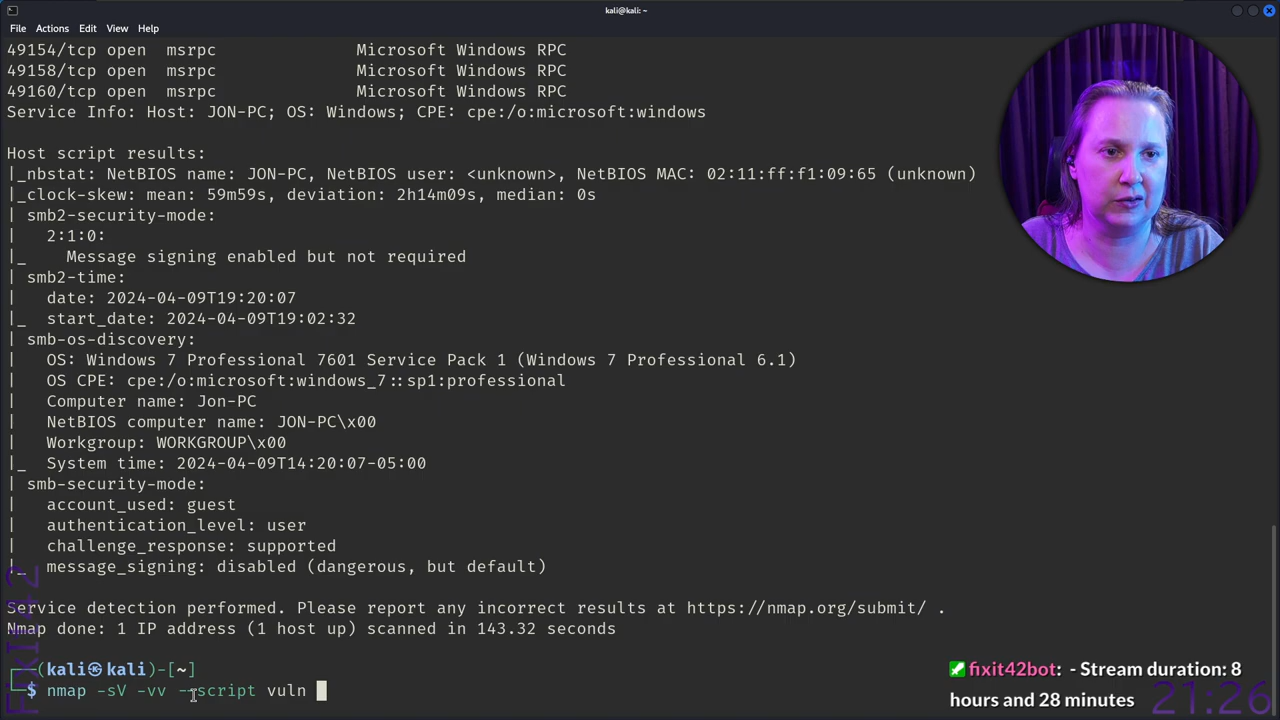 kali@kali: ~
File Actions Edit View Help
49154/tcp open  msrpc              Microsoft Windows RPC
49158/tcp open  msrpc              Microsoft Windows RPC
49160/tcp open  msrpc              Microsoft Windows RPC
Service Info: Host: JON-PC; OS: Windows; CPE: cpe:/o:microsoft:windows
Host script results:
|_nbstat: NetBIOS name: JON-PC, NetBIOS user: <unknown>, NetBIOS MAC: 02:11:ff:f1:09:65 (unknown)
|_clock-skew: mean: 59m59s, deviation: 2h14m09s, median: 0s
| smb2-security-mode:
|   2:1:0:
|_    Message signing enabled but not required
| smb2-time:
|   date: 2024-04-09T19:20:07
|_  start_date: 2024-04-09T19:02:32
| smb-os-discovery:
|   OS: Windows 7 Professional 7601 Service Pack 1 (Windows 7 Professional 6.1)
|   OS CPE: cpe:/o:microsoft:windows_7::sp1:professional
|   Computer name: Jon-PC
|   NetBIOS computer name: JON-PC\x00
|   Workgroup: WORKGROUP\x00
|_  System time: 2024-04-09T14:20:07-05:00
| smb-security-mode:
|   account_used: guest
|   authentication_level: user
|   challenge_response: supported
|_  message_signing: disabled (dangerous, but default)
Service detection performed. Please report any incorrect results at https://nmap.org/submit/ .
Nmap done: 1 IP address (1 host up) scanned in 143.32 seconds
┌──(kali㉿kali)-[~]
└─$ nmap -sV -vv --script vuln
FixIT42
fixit42bot: - Stream duration: 8
hours and 28 minutes
21:26